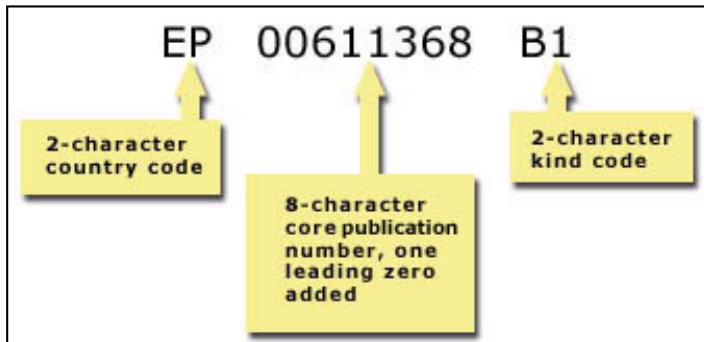 EP 00611368 B1
2-character
country code
8-character
core publication
number, one
leading zero
added
2-character
kind code